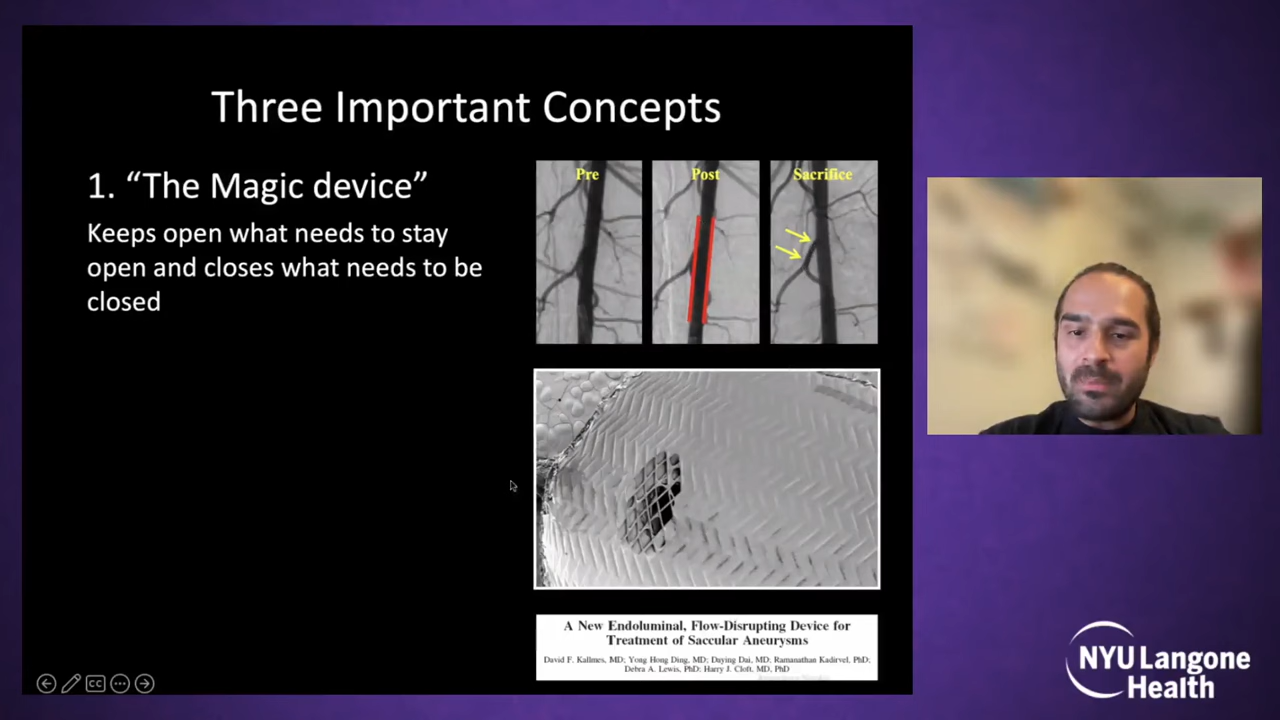 Three Important Concepts
1. “The Magic device”
Keeps open what needs to stay
open and closes what needs to be
closed
Pre
Post
Sacrifice
A New Endoluminal, Flow-Disrupting Device for
Treatment of Saccular Aneurysms
David F. Kallmes, MD; Yong Hong Ding, MD; Daying Dai, MD; Ramanathan Kadirvel, PhD;
Debra A. Lewis, PhD; Harry J. Cloft, MD, PhD
CC
NYU Langone
Health